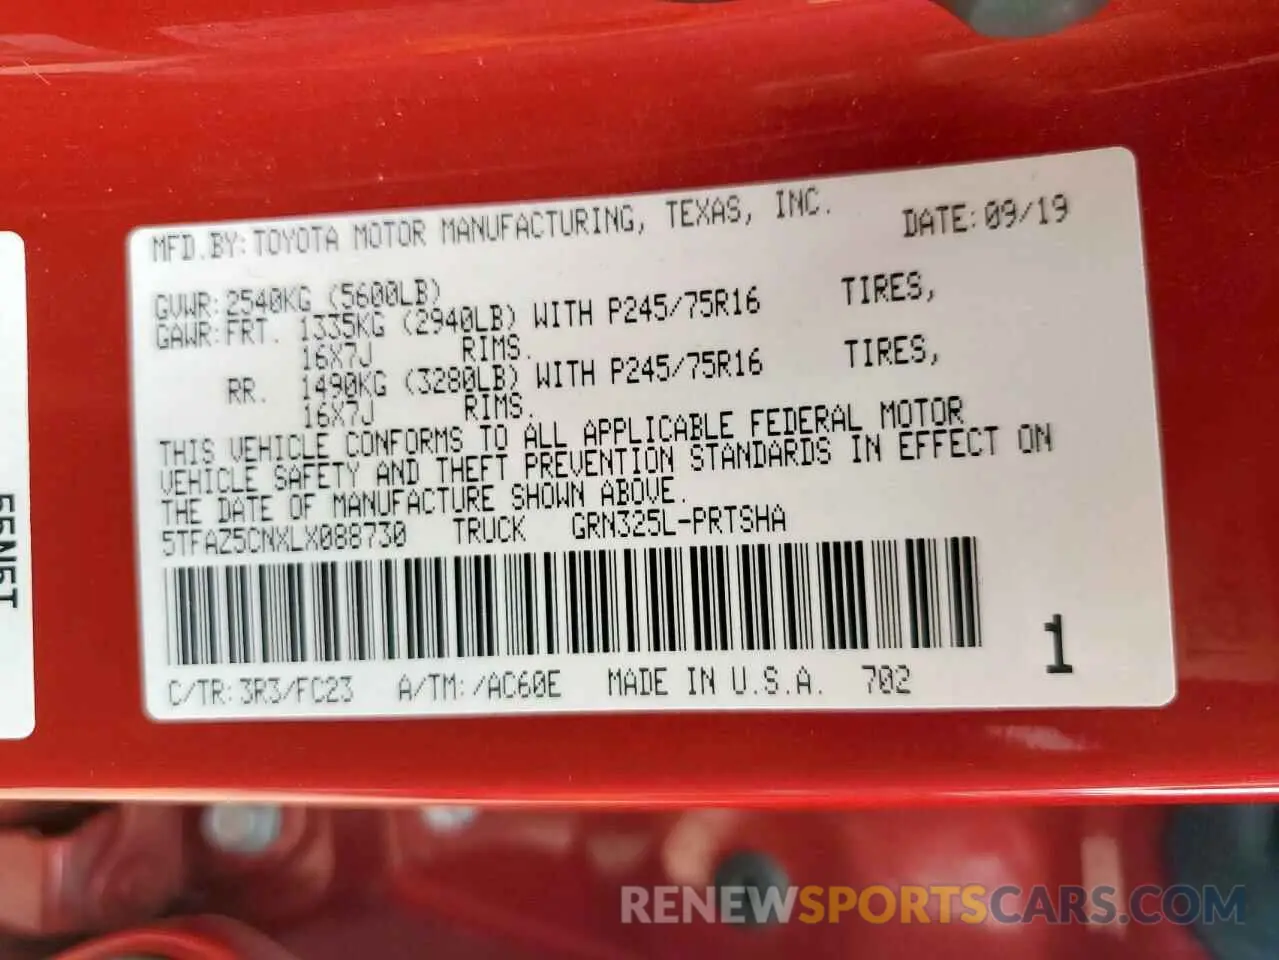 MFD.BY:TOYOTA MOTOR MANUFACTURING, TEXAS, INC. DATE:09/19
GVWR:2540KG (5600LB)
GAWR:FRT. 1335KG (2940LB) WITH P245/75R16 TIRES,
16X7J RIMS.
RR. 1490KG (3280LB) WITH P245/75R16 TIRES,
16X7J RIMS.
THIS VEHICLE CONFORMS TO ALL APPLICABLE FEDERAL MOTOR
VEHICLE SAFETY AND THEFT PREVENTION STANDARDS IN EFFECT ON
THE DATE OF MANUFACTURE SHOWN ABOVE.
5TFAZ5CNXLX088730 TRUCK GRN325L-PRTSHA
1
C/TR:3R3/FC23 A/TM:/AC60E MADE IN U.S.A. 702
RENEWSPORTSCARS.COM